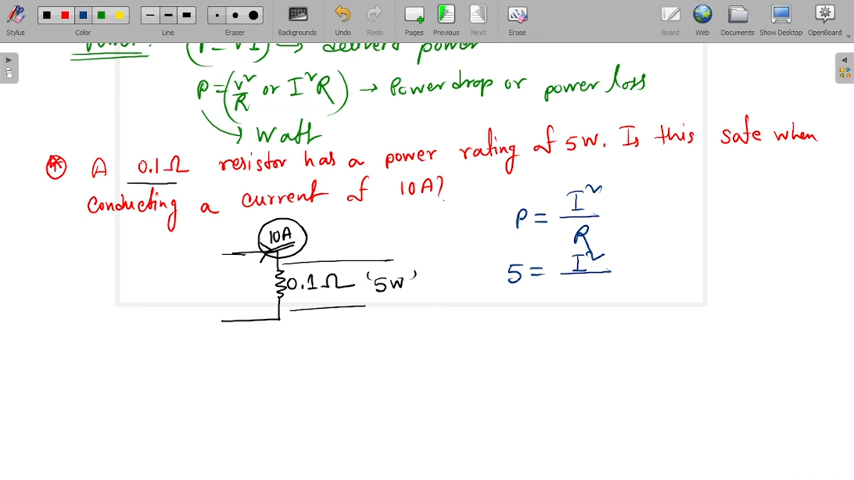 Stylus
Color
Line
Eraser
Backgrounds
Undo
Redo
Pages
Previous
Next
Erase
Board
Web
Documents
Show Desktop
OpenBoard
(P = VI) → delivers power
P = (V²/R or I²R) → Power drop or power loss
Watt
* A 0.1Ω resistor has a power rating of 5W. Is this safe when
conducting a current of 10A?
10A
0.1Ω '5W'
P = I²/R
5 = I²